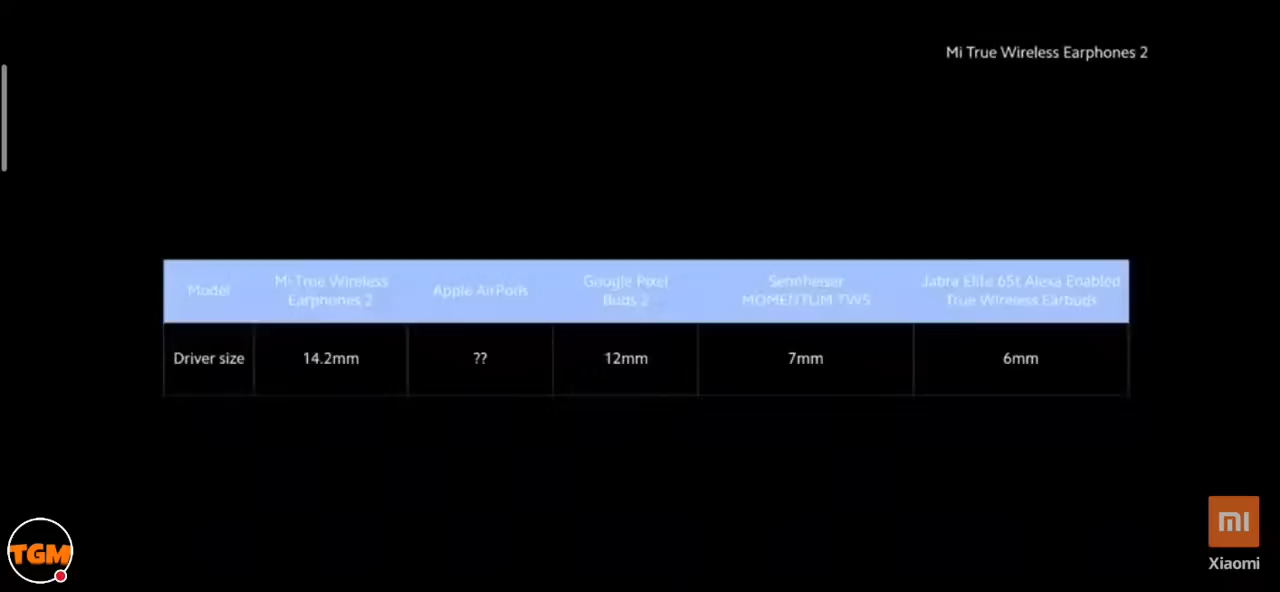 Mi True Wireless Earphones 2
Model
Mi True Wireless
Earphones 2
Apple AirPods
Google Pixel
Buds 2
Sennheiser
MOMENTUM TWS
Jabra Elite 65t Alexa Enabled
True Wireless Earbuds
Driver size
14.2mm
??
12mm
7mm
6mm
TGM
mi
Xiaomi